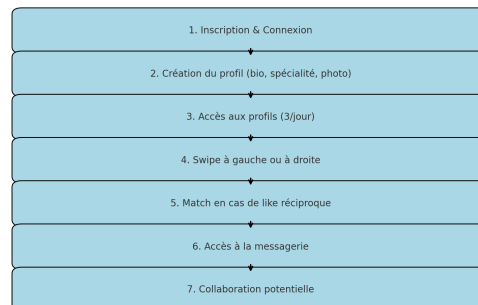 1. Inscription & Connexion
2. Création du profil (bio, spécialité, photo)
3. Accès aux profils (3/jour)
4. Swipe à gauche ou à droite
5. Match en cas de like réciproque
6. Accès à la messagerie
7. Collaboration potentielle